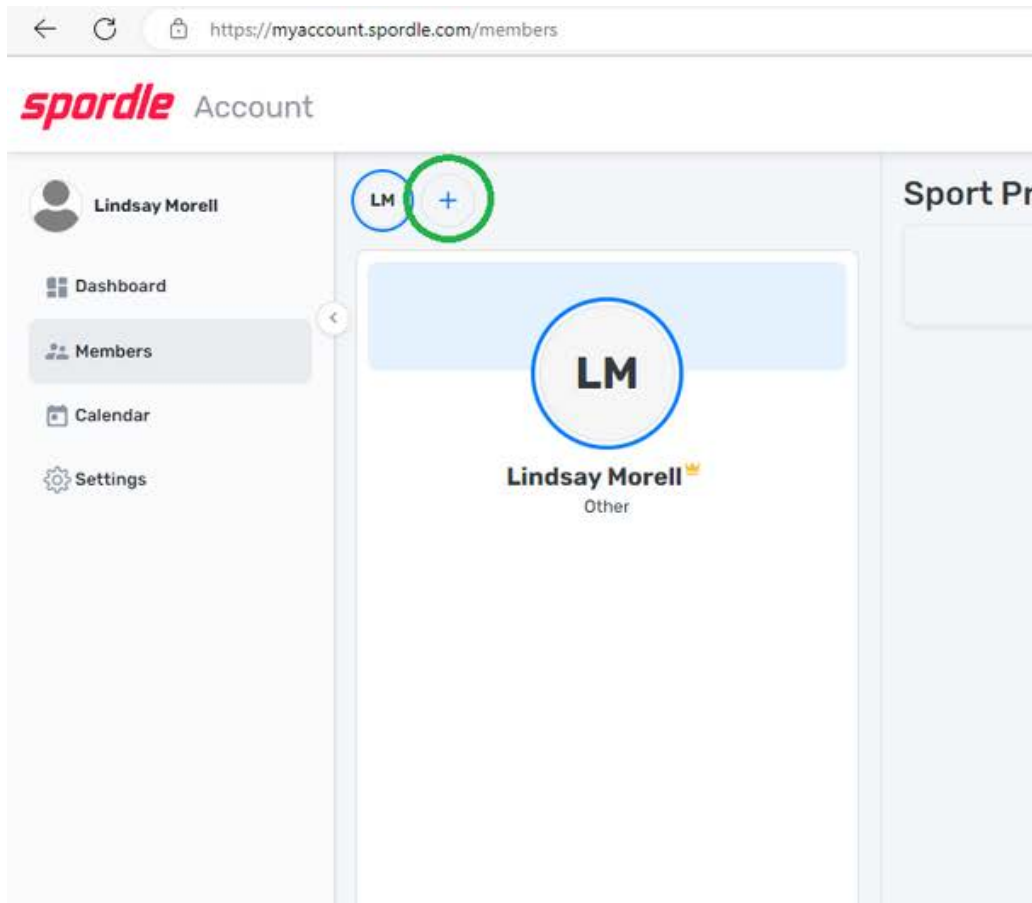 https://myaccount.spordle.com/members
spordle Account
Lindsay Morell
Dashboard
Members
Calendar
Settings
LM +
LM
Lindsay Morell
Other
Sport Pr